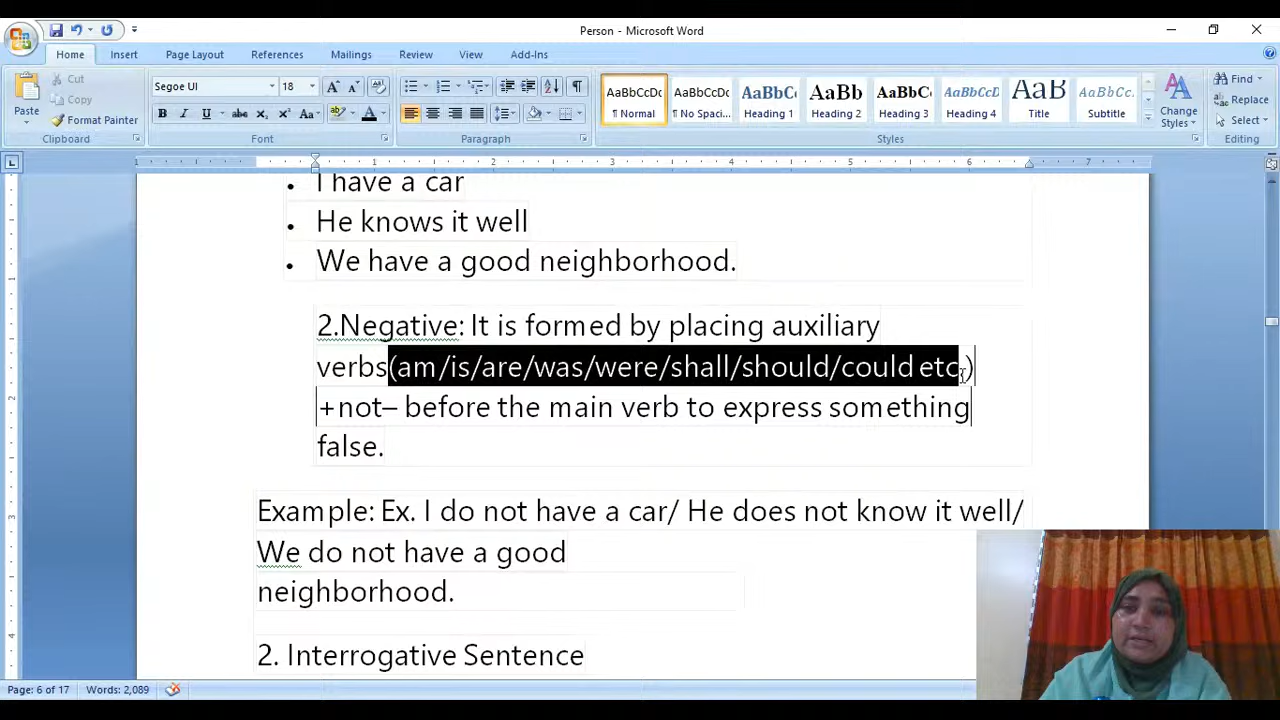 Person - Microsoft Word
Home Insert Page Layout References Mailings Review View Add-Ins
Paste
Cut
Copy
Format Painter
Clipboard
Segoe UI 18
Font
Paragraph
AaBbCcDc AaBbCcDc AaBbCc AaBb AaBbCc AaBbCcD AaB AaBbCc.
¶ Normal ¶ No Spaci... Heading 1 Heading 2 Heading 3 Heading 4 Title Subtitle
Change Styles
Styles
Find
Replace
Select
Editing
• I have a car
• He knows it well
• We have a good neighborhood.
2.Negative: It is formed by placing auxiliary
verbs(am/is/are/was/were/shall/should/could etc)
+not– before the main verb to express something
false.
Example: Ex. I do not have a car/ He does not know it well/
We do not have a good
neighborhood.
2. Interrogative Sentence
Page: 6 of 17 Words: 2,089